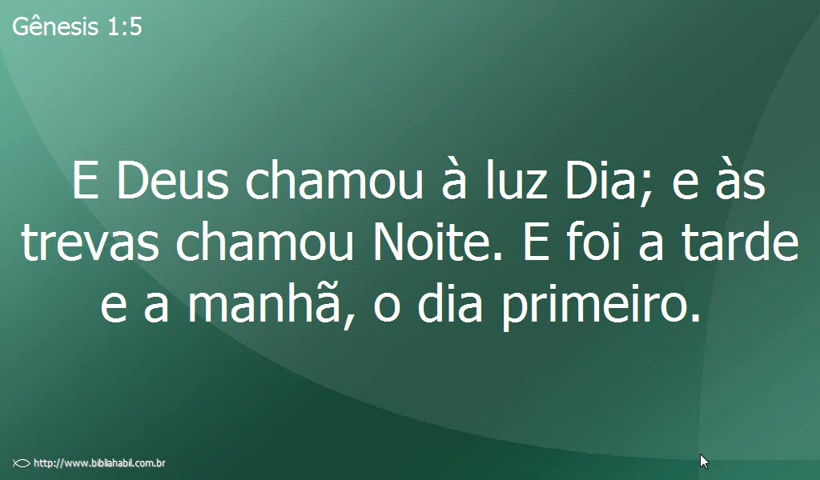 Gênesis 1:5
E Deus chamou à luz Dia; e às
trevas chamou Noite. E foi a tarde
e a manhã, o dia primeiro.
http://www.bibliahabil.com.br